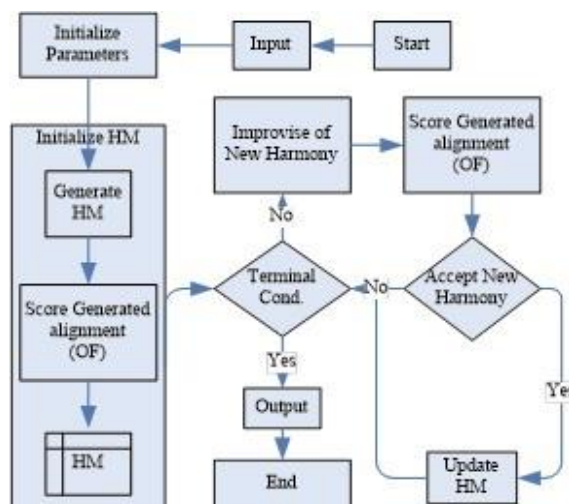 Initialize
Parameters
Input
Start
Initialize HM
Generate
HM
Score Generated
alignment
(OF)
HM
Improvise of
New Harmony
Score Generated
alignment
(OF)
No
Terminal
Cond.
No
Accept New
Harmony
Yes
Yes
Output
Update
HM
End